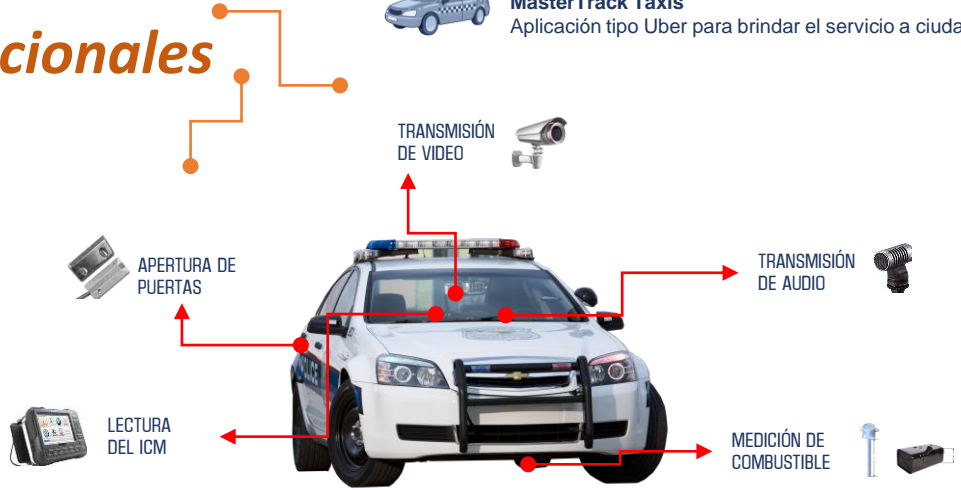 MasterTrack Taxis
Aplicación tipo Uber para brindar el servicio a ciuda
cionales
TRANSMISIÓN
DE VIDEO
APERTURA DE
PUERTAS
TRANSMISIÓN
DE AUDIO
LECTURA
DEL ICM
MEDICIÓN DE
COMBUSTIBLE